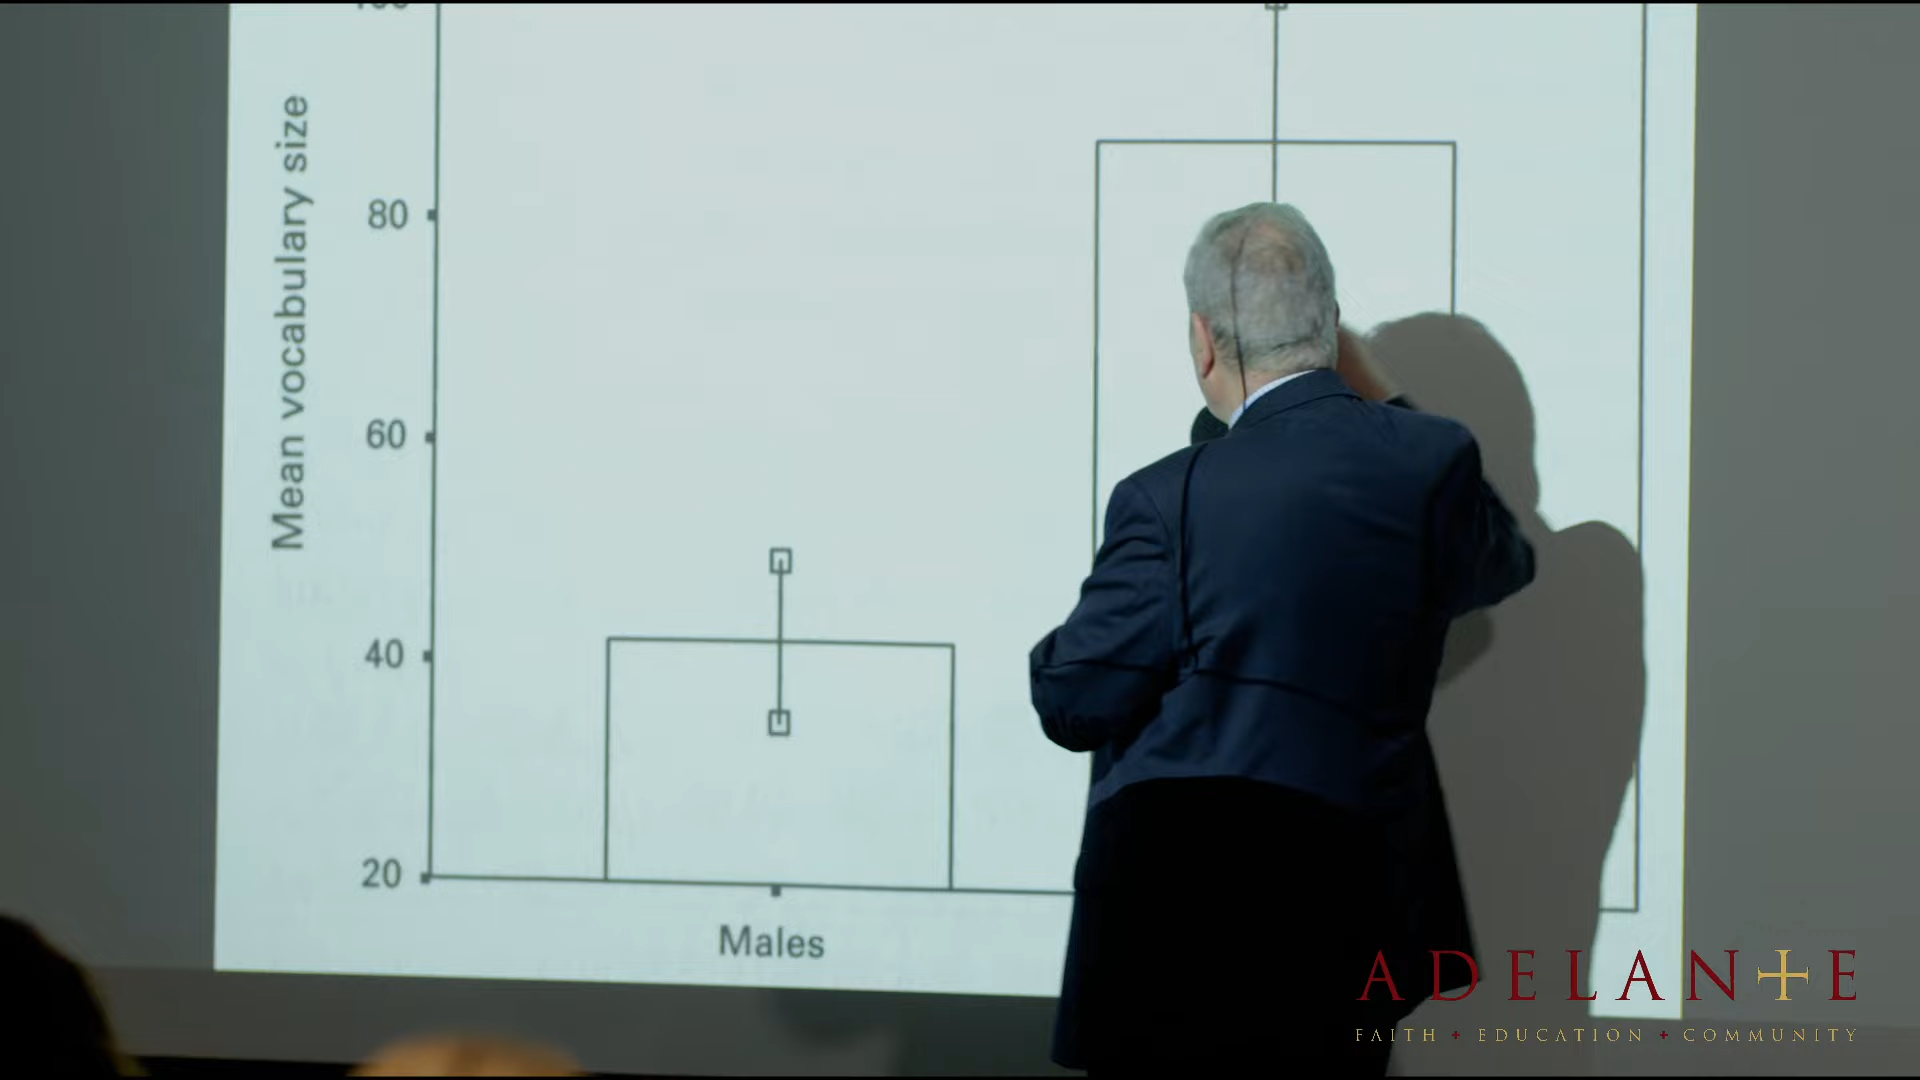 Mean vocabulary size
80
60
40
20
Males
ADELANTE
FAITH + EDUCATION + COMMUNITY